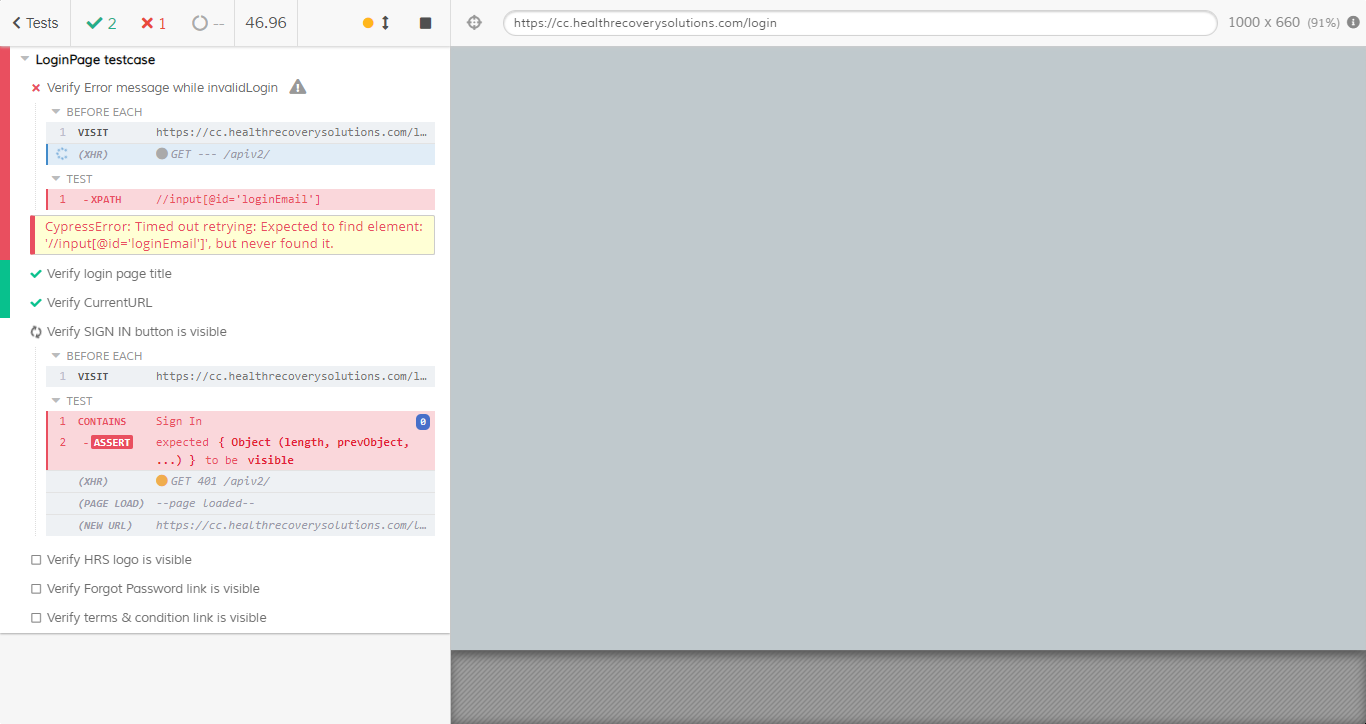 Tests 2 1 -- 46.96 https://cc.healthrecoverysolutions.com/login 1000 x 660 (91%)
LoginPage testcase
Verify Error message while invalidLogin
BEFORE EACH
1 VISIT https://cc.healthrecoverysolutions.com/l…
(XHR) GET --- /apiv2/
TEST
1 -XPATH //input[@id='loginEmail']
CypressError: Timed out retrying: Expected to find element:
'//input[@id='loginEmail']', but never found it.
Verify login page title
Verify CurrentURL
Verify SIGN IN button is visible
BEFORE EACH
1 VISIT https://cc.healthrecoverysolutions.com/l…
TEST
1 CONTAINS Sign In 0
2 -ASSERT expected { Object (length, prevObject,
...) } to be visible
(XHR) GET 401 /apiv2/
(PAGE LOAD) --page loaded--
(NEW URL) https://cc.healthrecoverysolutions.com/l…
Verify HRS logo is visible
Verify Forgot Password link is visible
Verify terms & condition link is visible